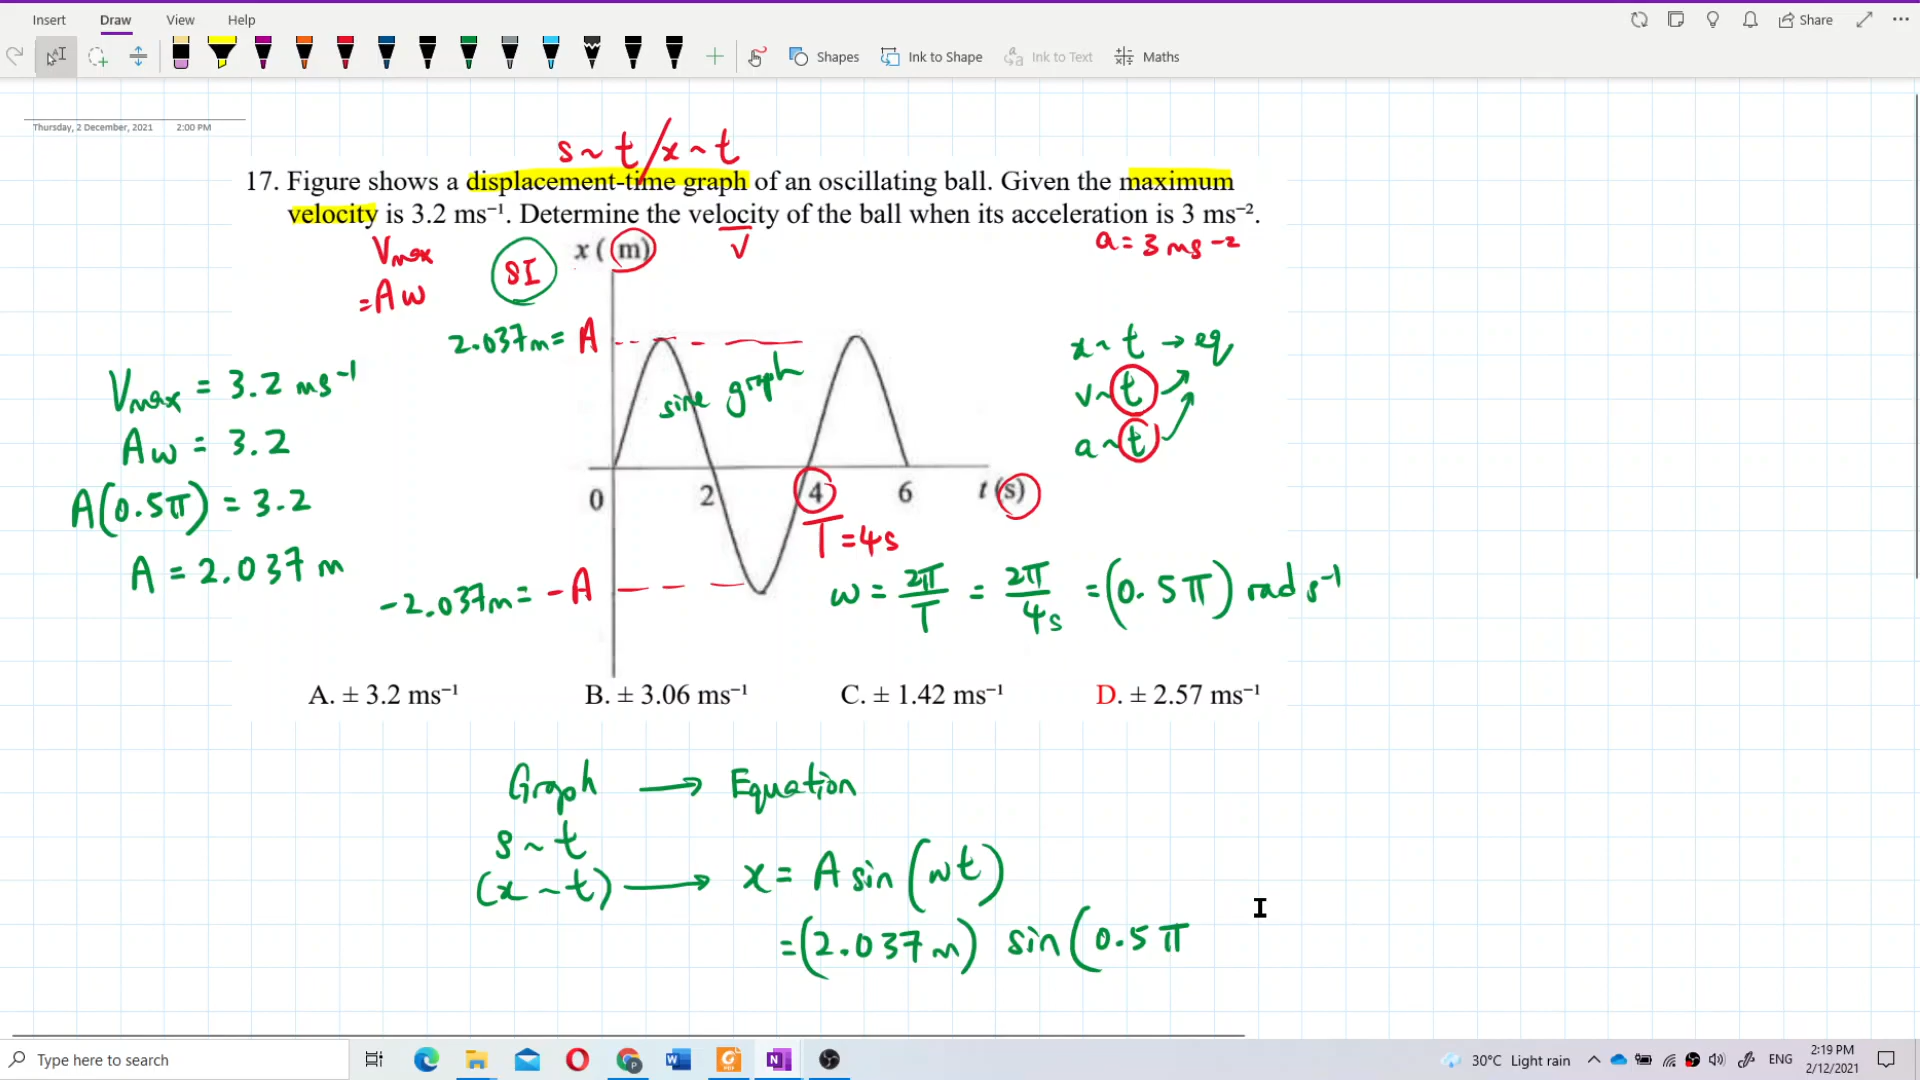 Insert Draw View Help Share
Shapes Ink to Shape Ink to Text Maths
Thursday, 2 December, 2021 2:00 PM
s ~ t / x ~ t
17. Figure shows a displacement-time graph of an oscillating ball. Given the maximum
velocity is 3.2 ms⁻¹. Determine the velocity of the ball when its acceleration is 3 ms⁻².
Vmax
= Aω
SI
x (m)
v
a = 3 ms⁻²
2.037m = A
sine graph
x ~ t → eq
v ~ t
a ~ t
Vmax = 3.2 ms⁻¹
Aω = 3.2
A(0.5π) = 3.2
A = 2.037 m
0 2 4 6 t (s)
T = 4s
-2.037m = -A
ω = 2π/T = 2π/4s = (0.5π) rad s⁻¹
A. ± 3.2 ms⁻¹ B. ± 3.06 ms⁻¹ C. ± 1.42 ms⁻¹ D. ± 2.57 ms⁻¹
Graph → Equation
s ~ t
(x ~ t) → x = A sin (ωt)
= (2.037m) sin (0.5π
Type here to search
30°C Light rain ENG 2:19 PM
2/12/2021